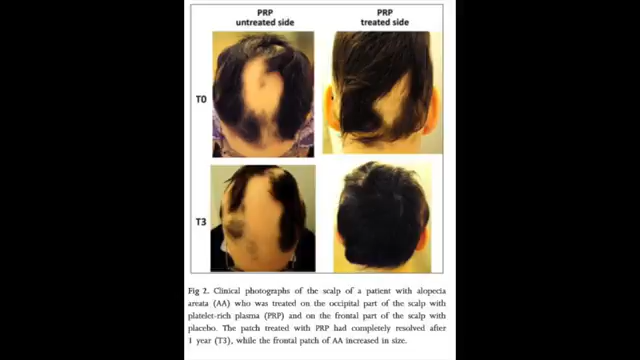 PRP
untreated side
PRP
treated side
T0
T3
Fig 2. Clinical photographs of the scalp of a patient with alopecia
areata (AA) who was treated on the occipital part of the scalp with
platelet-rich plasma (PRP) and on the frontal part of the scalp with
placebo. The patch treated with PRP had completely resolved after
1 year (T3), while the frontal patch of AA increased in size.